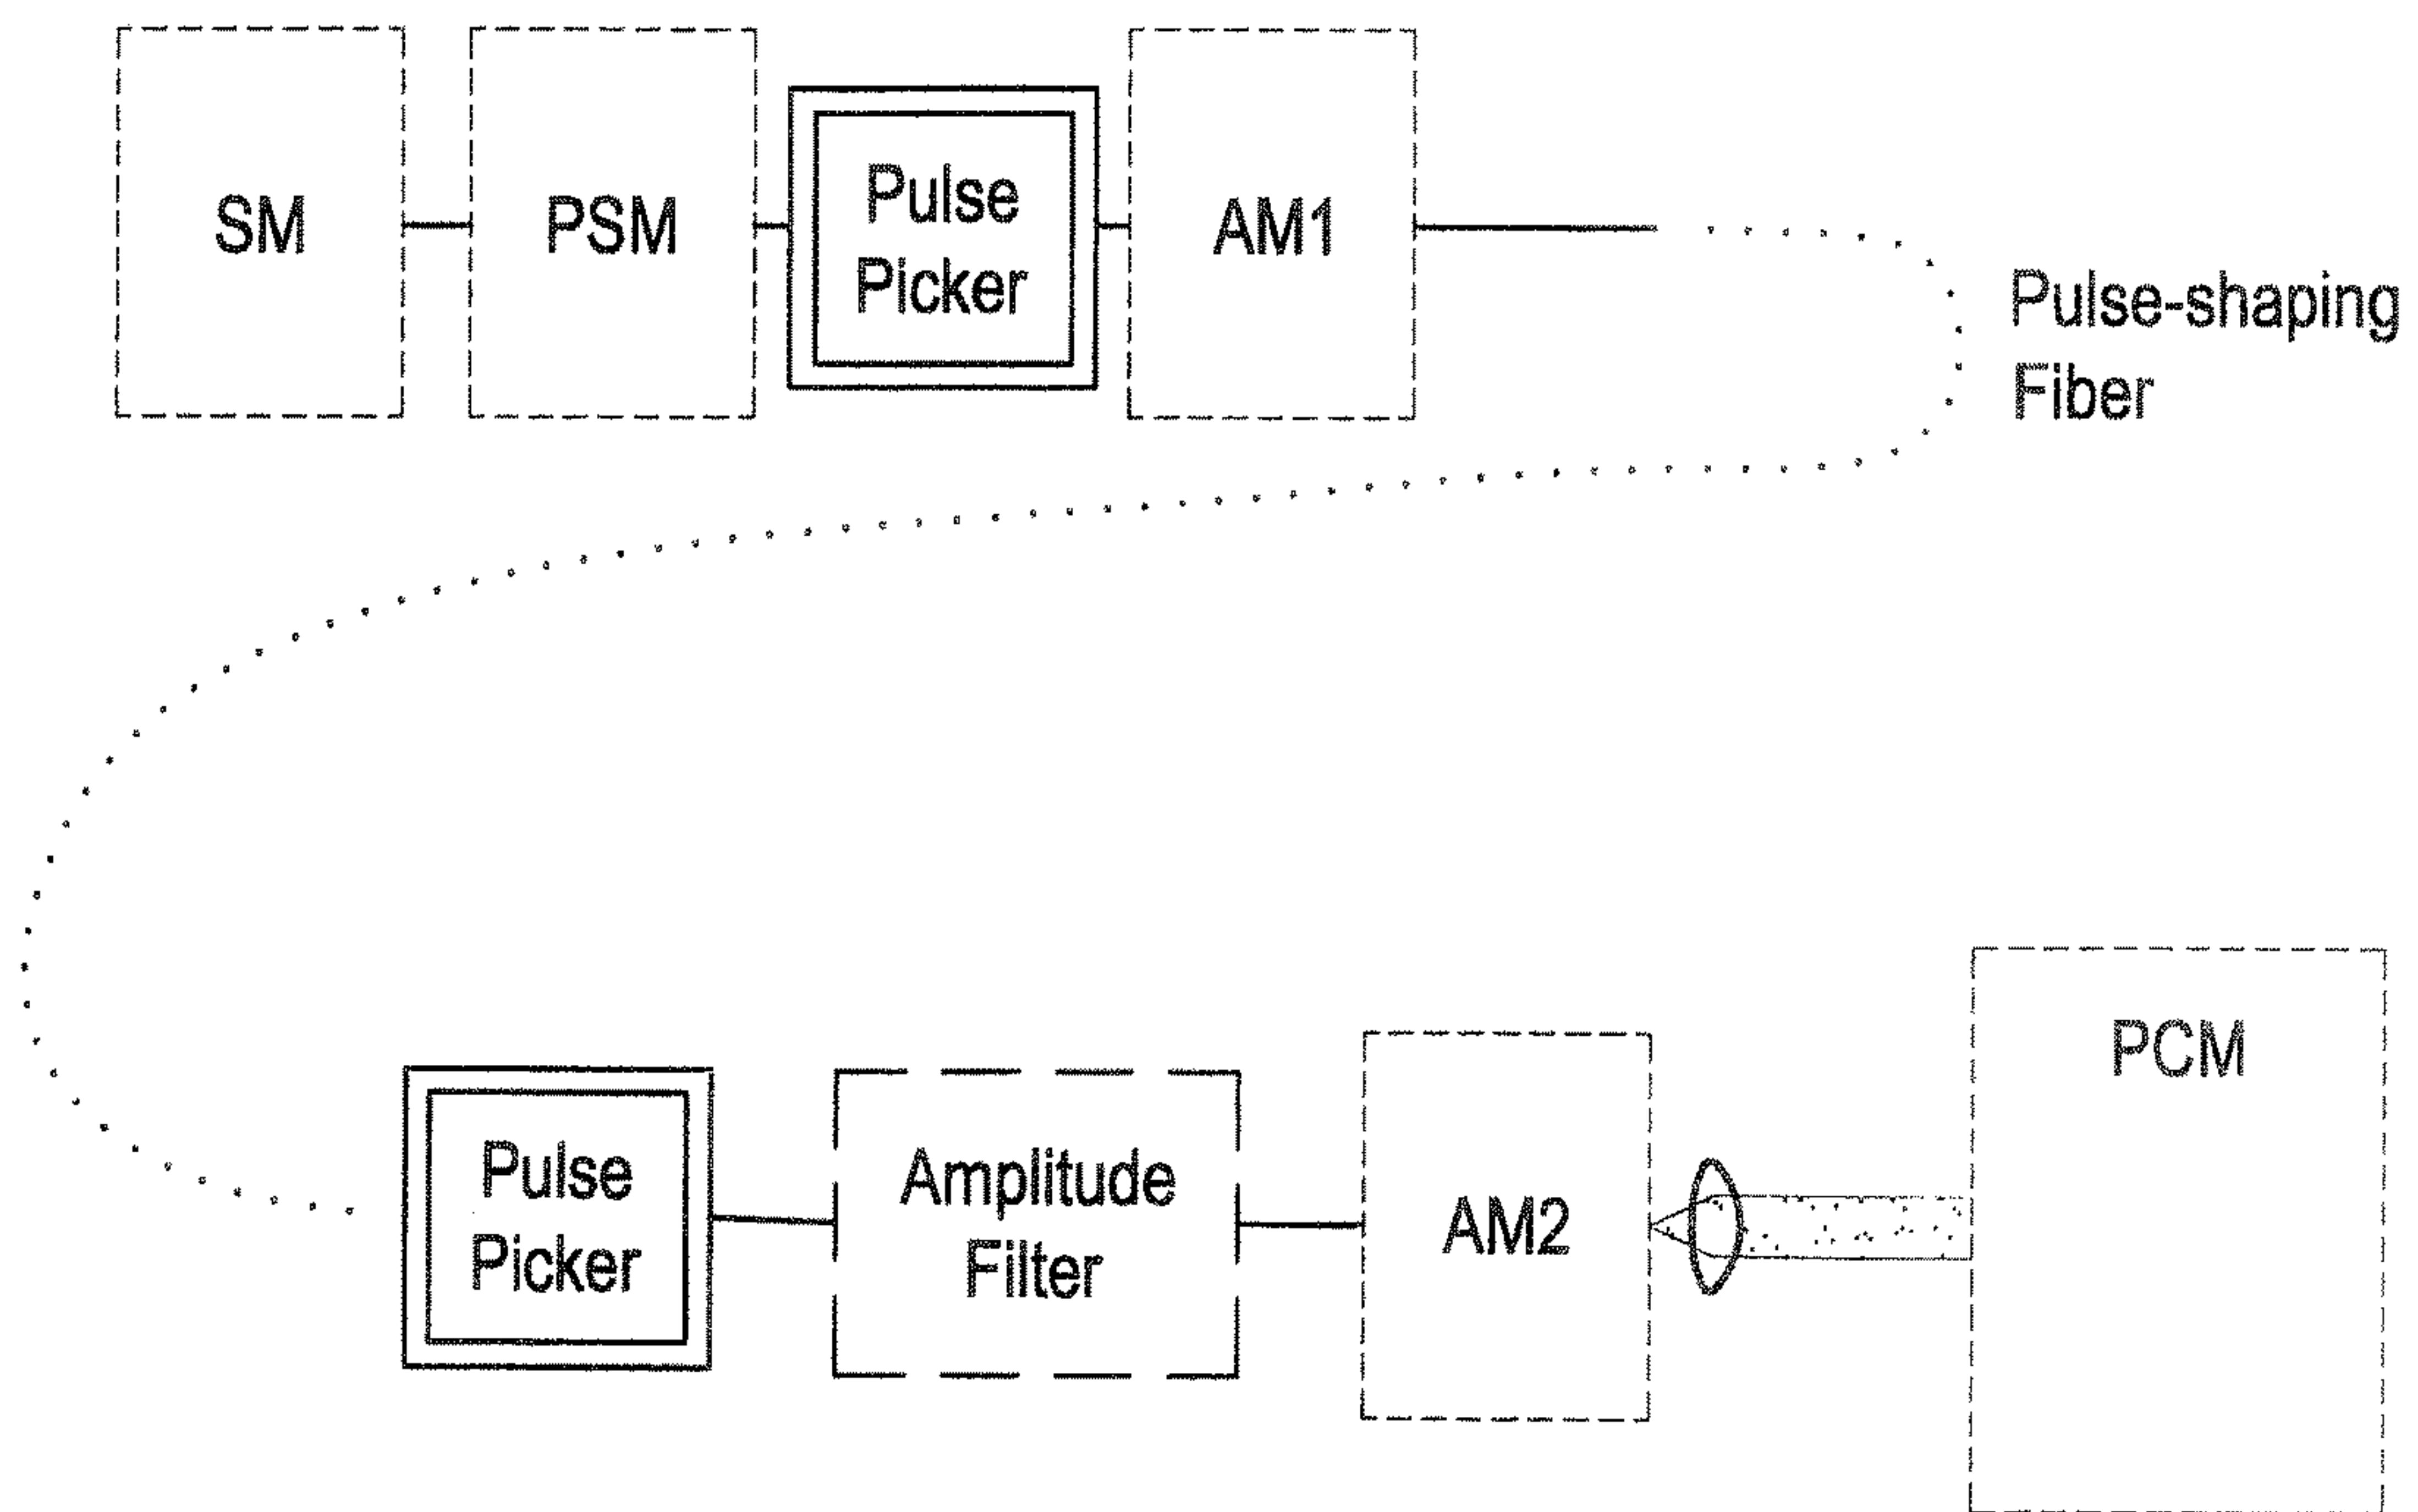 SM
PSM
Pulse
Picker
AM1
Pulse-shaping
Fiber
Pulse
Picker
Amplitude
Filter
AM2
PCM